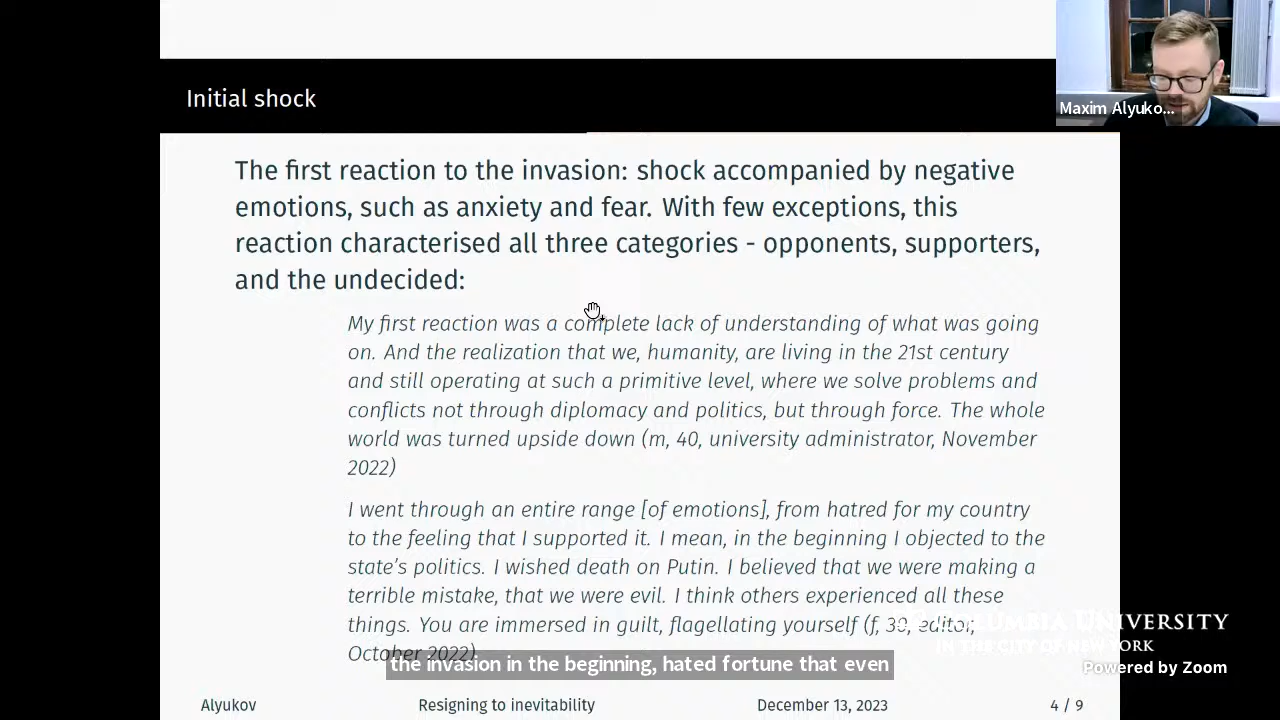 Initial shock
Maxim Alyuko...
The first reaction to the invasion: shock accompanied by negative
emotions, such as anxiety and fear. With few exceptions, this
reaction characterised all three categories - opponents, supporters,
and the undecided:
My first reaction was a complete lack of understanding of what was going
on. And the realization that we, humanity, are living in the 21st century
and still operating at such a primitive level, where we solve problems and
conflicts not through diplomacy and politics, but through force. The whole
world was turned upside down (m, 40, university administrator, November
2022)
I went through an entire range [of emotions], from hatred for my country
to the feeling that I supported it. I mean, in the beginning I objected to the
state's politics. I wished death on Putin. I believed that we were making a
terrible mistake, that we were evil. I think others experienced all these
things. You are immersed in guilt, flagellating yourself (f, editor,
October 2022)
COLUMBIA UNIVERSITY
IN THE CITY OF NEW YORK
the invasion in the beginning, hated fortune that even
Powered by Zoom
Alyukov Resigning to inevitability December 13, 2023 4 / 9